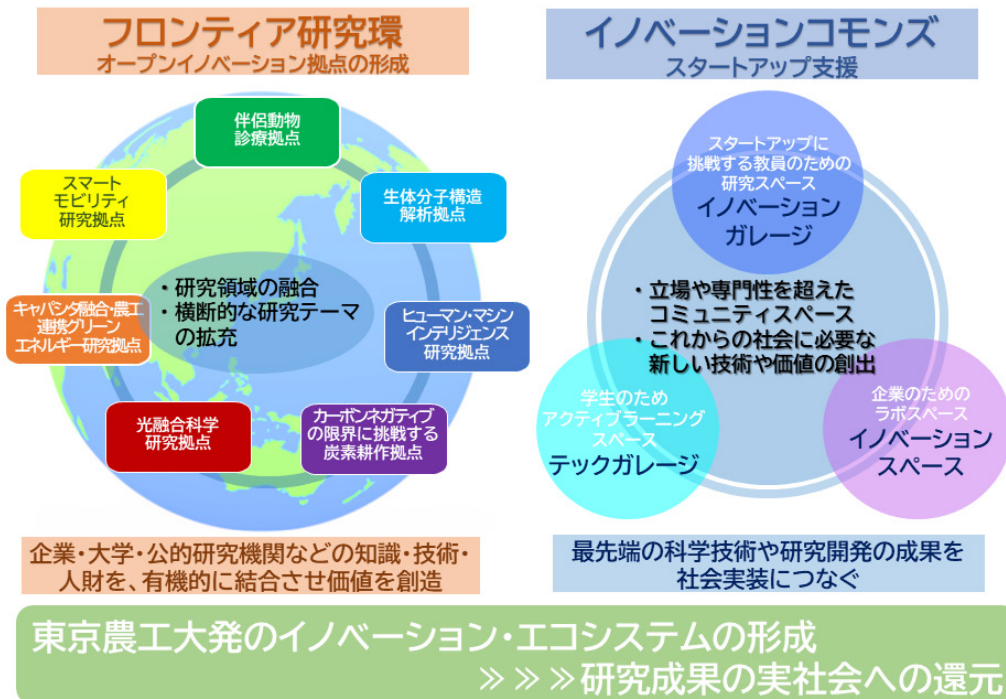 フロンティア研究環
オープンイノベーション拠点の形成
伴侶動物
診療拠点
スマート
モビリティ
研究拠点
生体分子構造
解析拠点
・研究領域の融合
・横断的な研究テーマ
の拡充
キャパシタ融合・農工
連携グリーン
エネルギー研究拠点
ヒューマン・マシン
インテリジェンス
研究拠点
光融合科学
研究拠点
カーボンネガティブ
の限界に挑戦する
炭素耕作拠点
企業・大学・公的研究機関などの知識・技術・
人財を、有機的に結合させ価値を創造
イノベーションコモンズ
スタートアップ支援
スタートアップに
挑戦する教員のための
研究スペース
イノベーション
ガレージ
・立場や専門性を超えた
コミュニティスペース
・これからの社会に必要な
新しい技術や価値の創出
学生のため
アクティブラーニング
スペース
テックガレージ
企業のための
ラボスペース
イノベーション
スペース
最先端の科学技術や研究開発の成果を
社会実装につなぐ
東京農工大発のイノベーション・エコシステムの形成
≫≫≫研究成果の実社会への還元